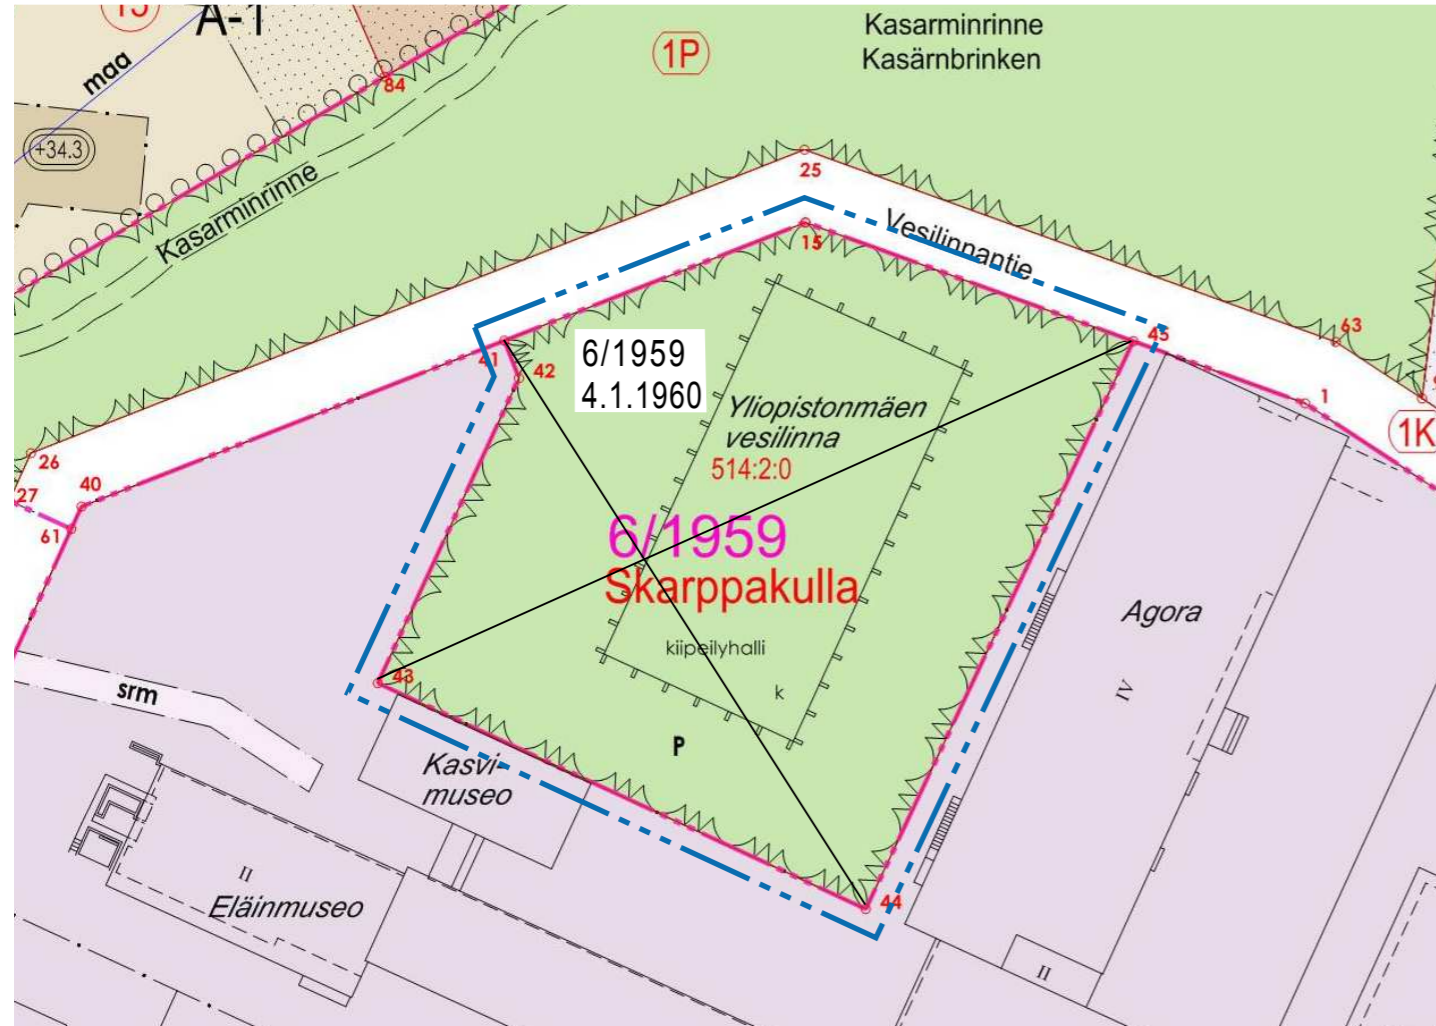 15
A-1
maa
84
+34.3
Kasarminrinne
1P
Kasarminrinne
Kasärnbrinken
25
15
Vesilinnantie
63
45
1
1K
41
42
6/1959
4.1.1960
Yliopistonmäen
vesilinna
514:2:0
6/1959
Skarppakulla
kiipeilyhalli
k
P
26
27
40
61
43
44
srm
Kasvi-
museo
II
Eläinmuseo
Agora
IV
II